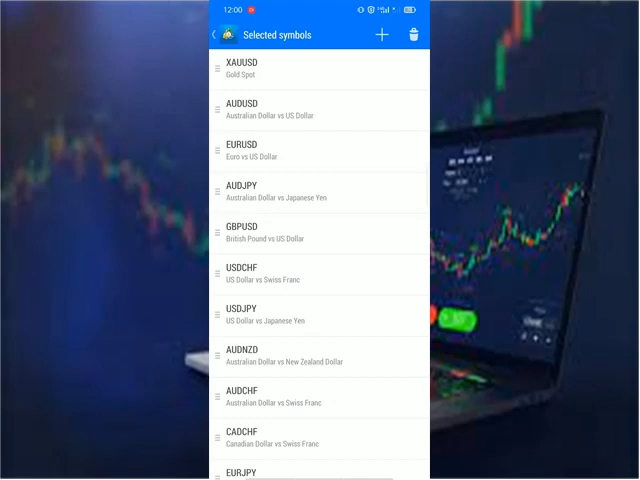 12:00
Selected symbols
XAUUSD
Gold Spot
AUDUSD
Australian Dollar vs US Dollar
EURUSD
Euro vs US Dollar
AUDJPY
Australian Dollar vs Japanese Yen
GBPUSD
British Pound vs US Dollar
USDCHF
US Dollar vs Swiss Franc
USDJPY
US Dollar vs Japanese Yen
AUDNZD
Australian Dollar vs New Zealand Dollar
AUDCHF
Australian Dollar vs Swiss Franc
CADCHF
Canadian Dollar vs Swiss Franc
EURJPY